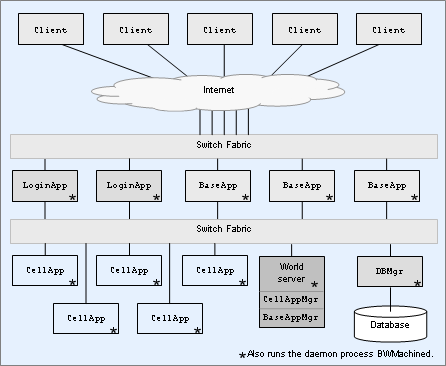 Client Client Client Client Client
Internet
Switch Fabric
LoginApp * LoginApp * BaseApp * BaseApp * BaseApp *
Switch Fabric
CellApp * CellApp * CellApp * World server * DBMgr *
CellAppMgr
BaseAppMgr
CellApp * CellApp *
Database
*Also runs the daemon process BWMachined.